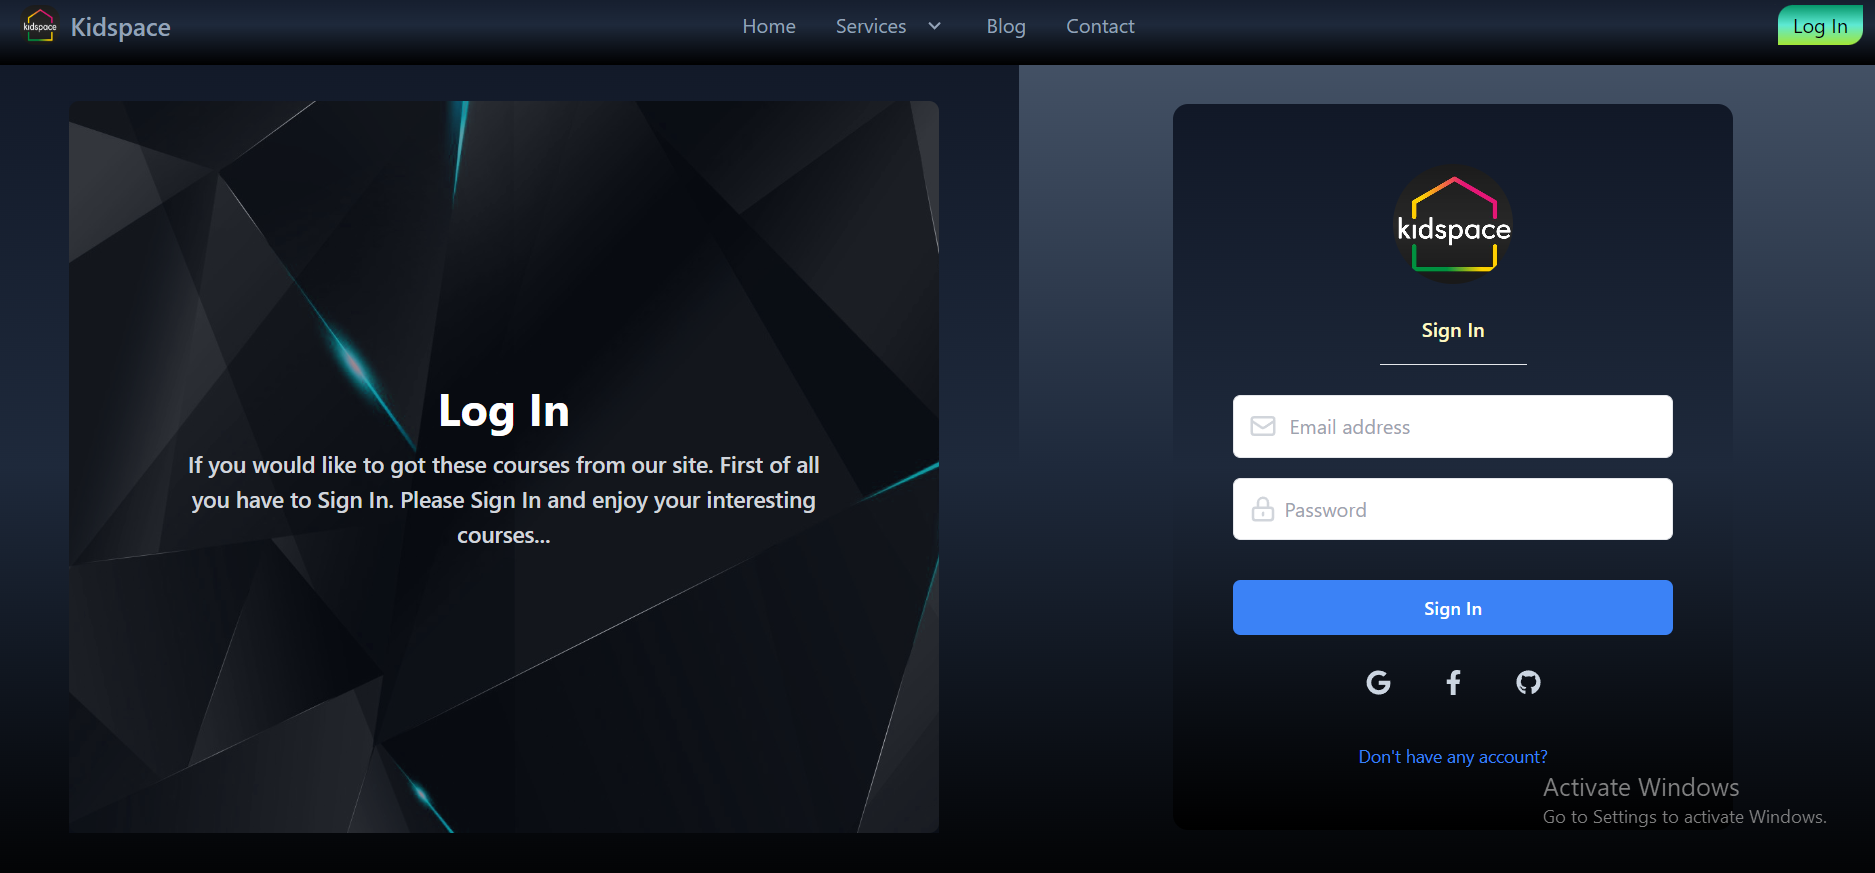 kidspace
Kidspace
Home
Services
Blog
Contact
Log In
Log In
If you would like to got these courses from our site. First of all
you have to Sign In. Please Sign In and enjoy your interesting
courses...
kidspace
Sign In
Email address
Password
Sign In
Don't have any account?
Activate Windows
Go to Settings to activate Windows.